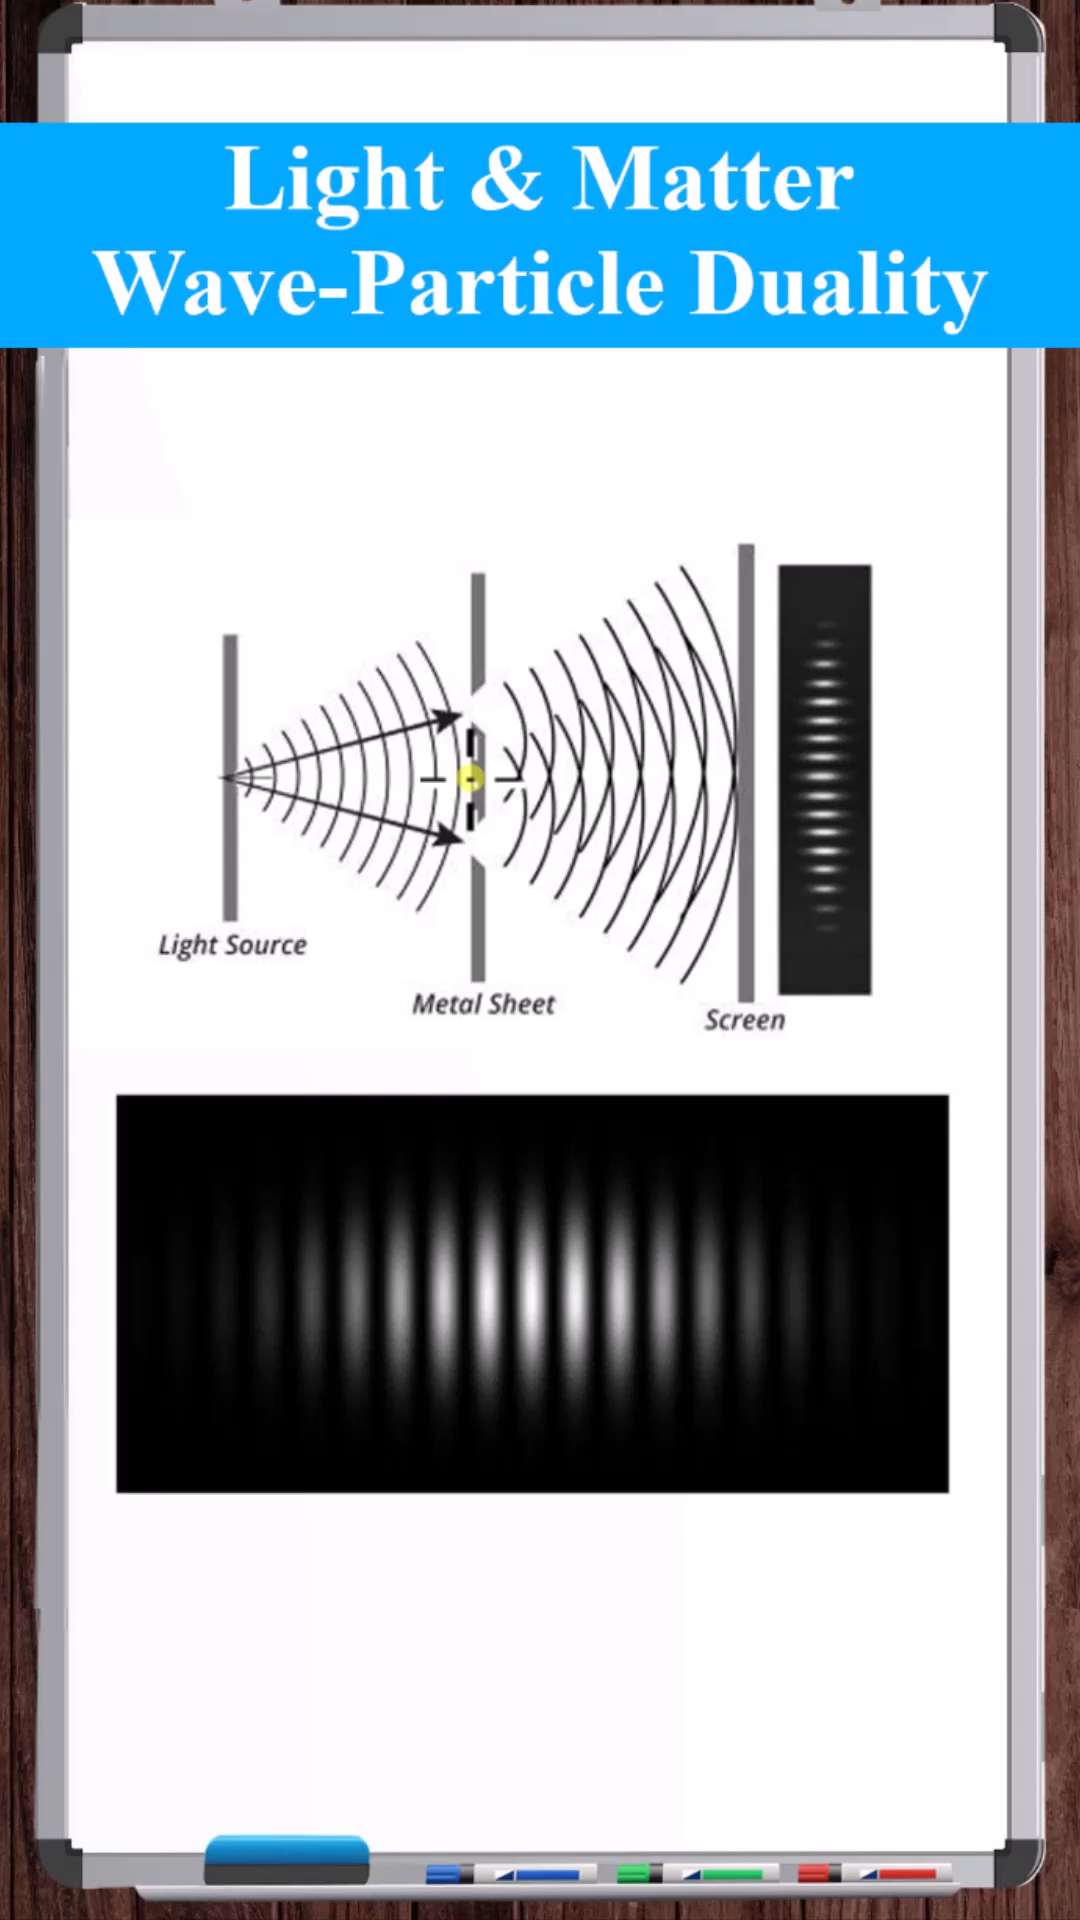 Light & Matter
Wave-Particle Duality
Light Source
Metal Sheet
Screen